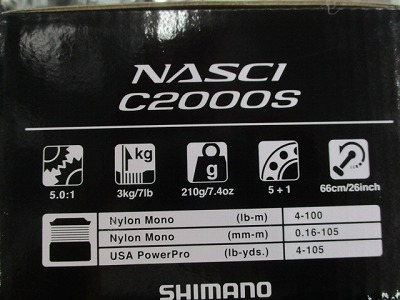 NASCI
C2000S
kg
g
5.0:1
3kg/7lb
210g/7.4oz
5 + 1
66cm/26inch
Nylon Mono (lb-m) 4-100
Nylon Mono (mm-m) 0.16-105
USA PowerPro (lb-yds.) 4-105
SHIMANO